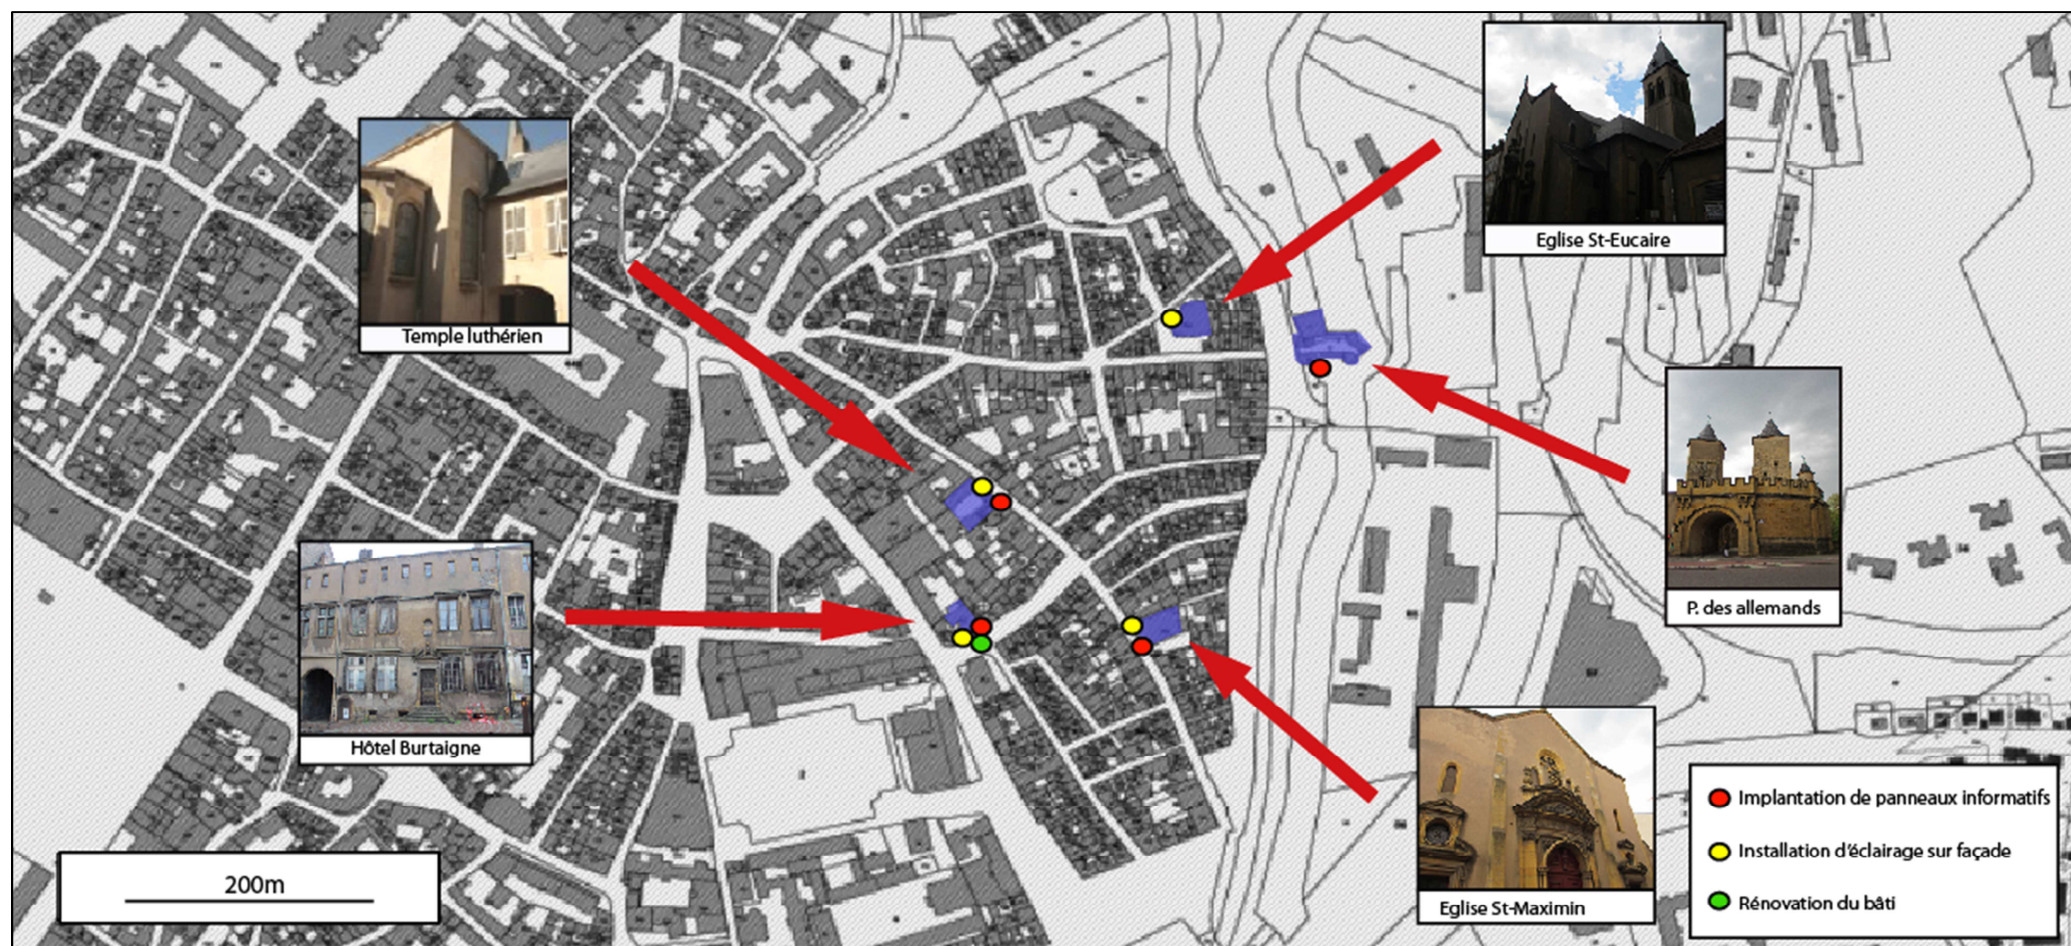 Eglise St-Eucaire
Temple luthérien
P. des allemands
Hôtel Burtaigne
Eglise St-Maximin
Implantation de panneaux informatifs
Installation d'éclairage sur façade
Rénovation du bâti
200m